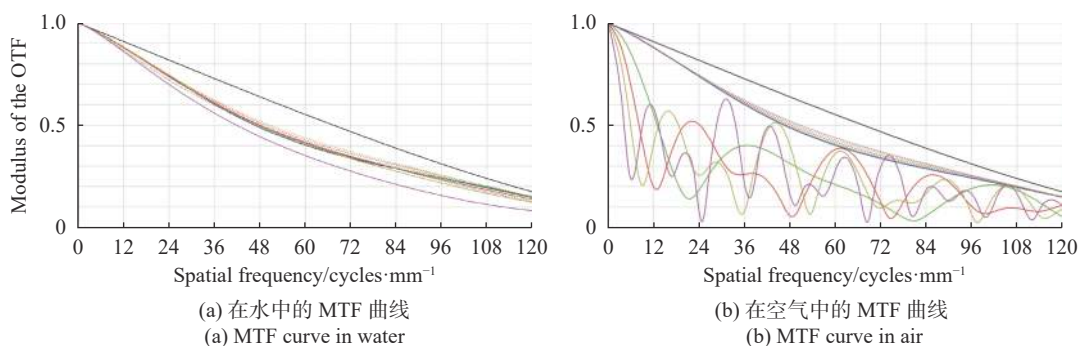 1.0
0.5
0
Modulus of the OTF
0 12 24 36 48 60 72 84 96 108 120
Spatial frequency/cycles·mm⁻¹
(a) 在水中的 MTF 曲线
(a) MTF curve in water
1.0
0.5
0
0 12 24 36 48 60 72 84 96 108 120
Spatial frequency/cycles·mm⁻¹
(b) 在空气中的 MTF 曲线
(b) MTF curve in air